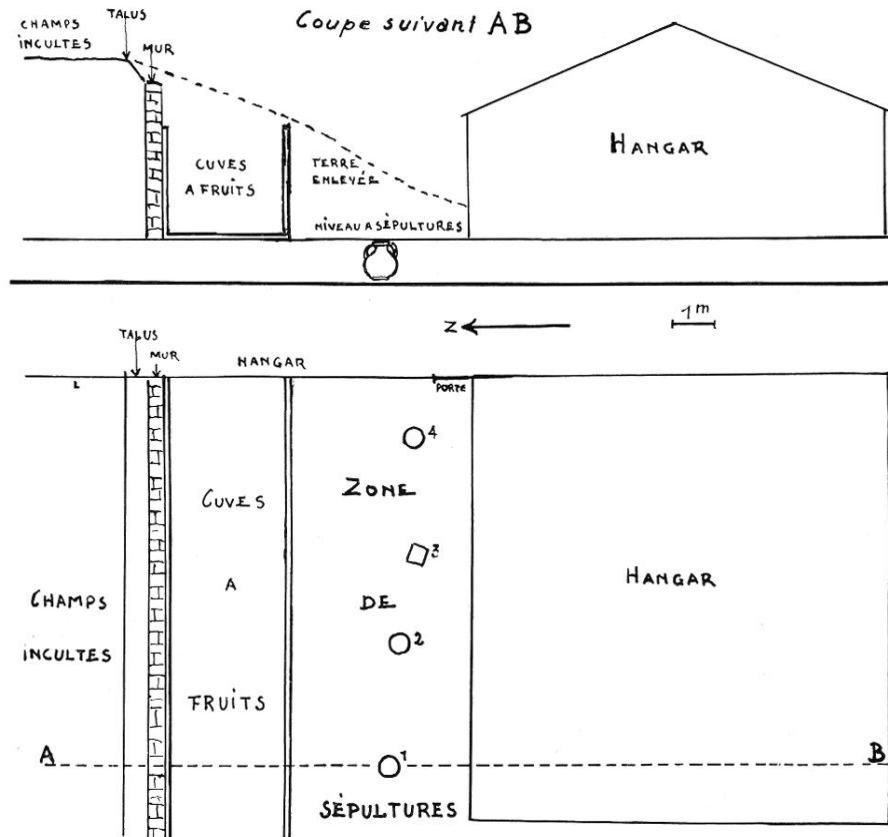 Coupe suivant AB
TALUS
CHAMPS
INCULTES
MUR
CUVES
A FRUITS
TERRE
ENLEVÉE
NIVEAU A SÉPULTURES
HANGAR
N
1m
TALUS
MUR
HANGAR
PORTE
4
ZONE
CUVES
3
A
HANGAR
CHAMPS
DE
2
INCULTES
FRUITS
A
1
B
SÉPULTURES